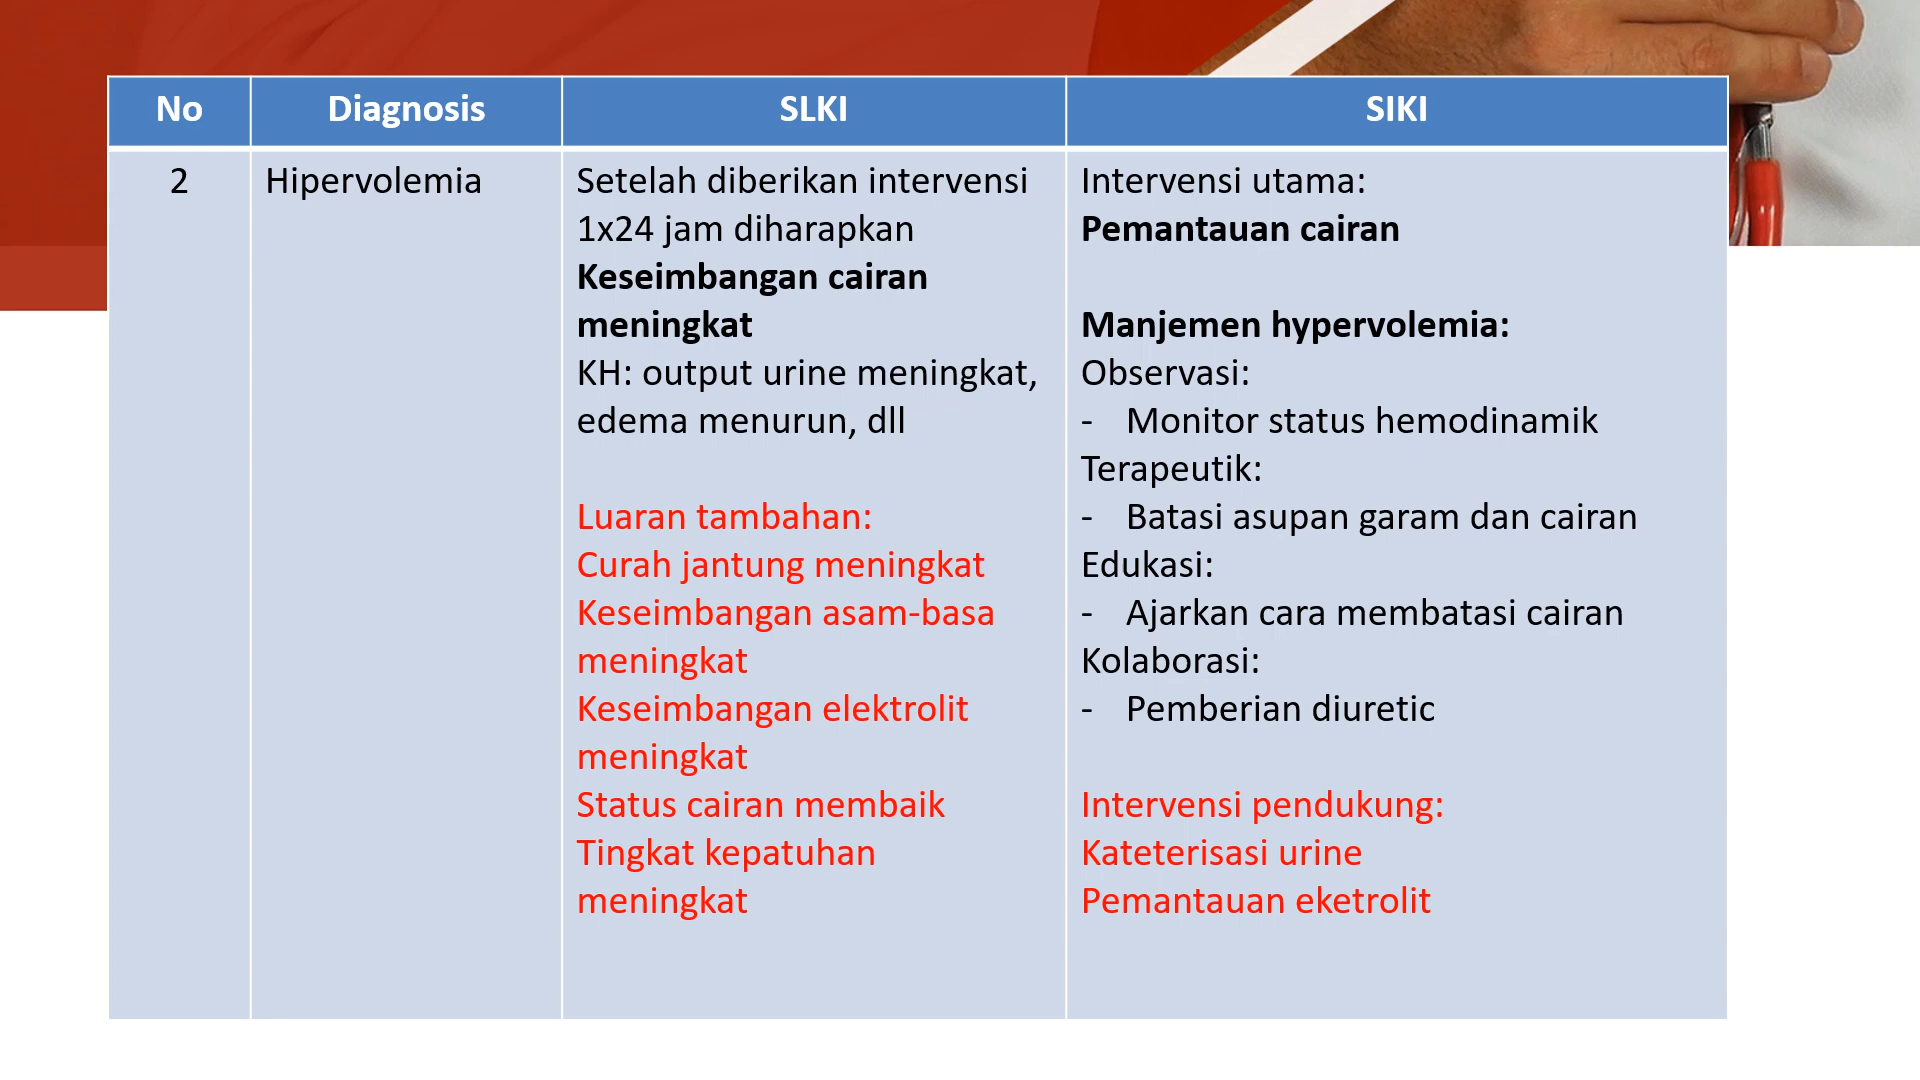 No
Diagnosis
SLKI
SIKI
2
Hipervolemia
Setelah diberikan intervensi
1x24 jam diharapkan
Keseimbangan cairan
meningkat
KH: output urine meningkat,
edema menurun, dll
Luaran tambahan:
Curah jantung meningkat
Keseimbangan asam-basa
meningkat
Keseimbangan elektrolit
meningkat
Status cairan membaik
Tingkat kepatuhan
meningkat
Intervensi utama:
Pemantauan cairan
Manjemen hypervolemia:
Observasi:
- Monitor status hemodinamik
Terapeutik:
- Batasi asupan garam dan cairan
Edukasi:
- Ajarkan cara membatasi cairan
Kolaborasi:
- Pemberian diuretic
Intervensi pendukung:
Kateterisasi urine
Pemantauan eketrolit